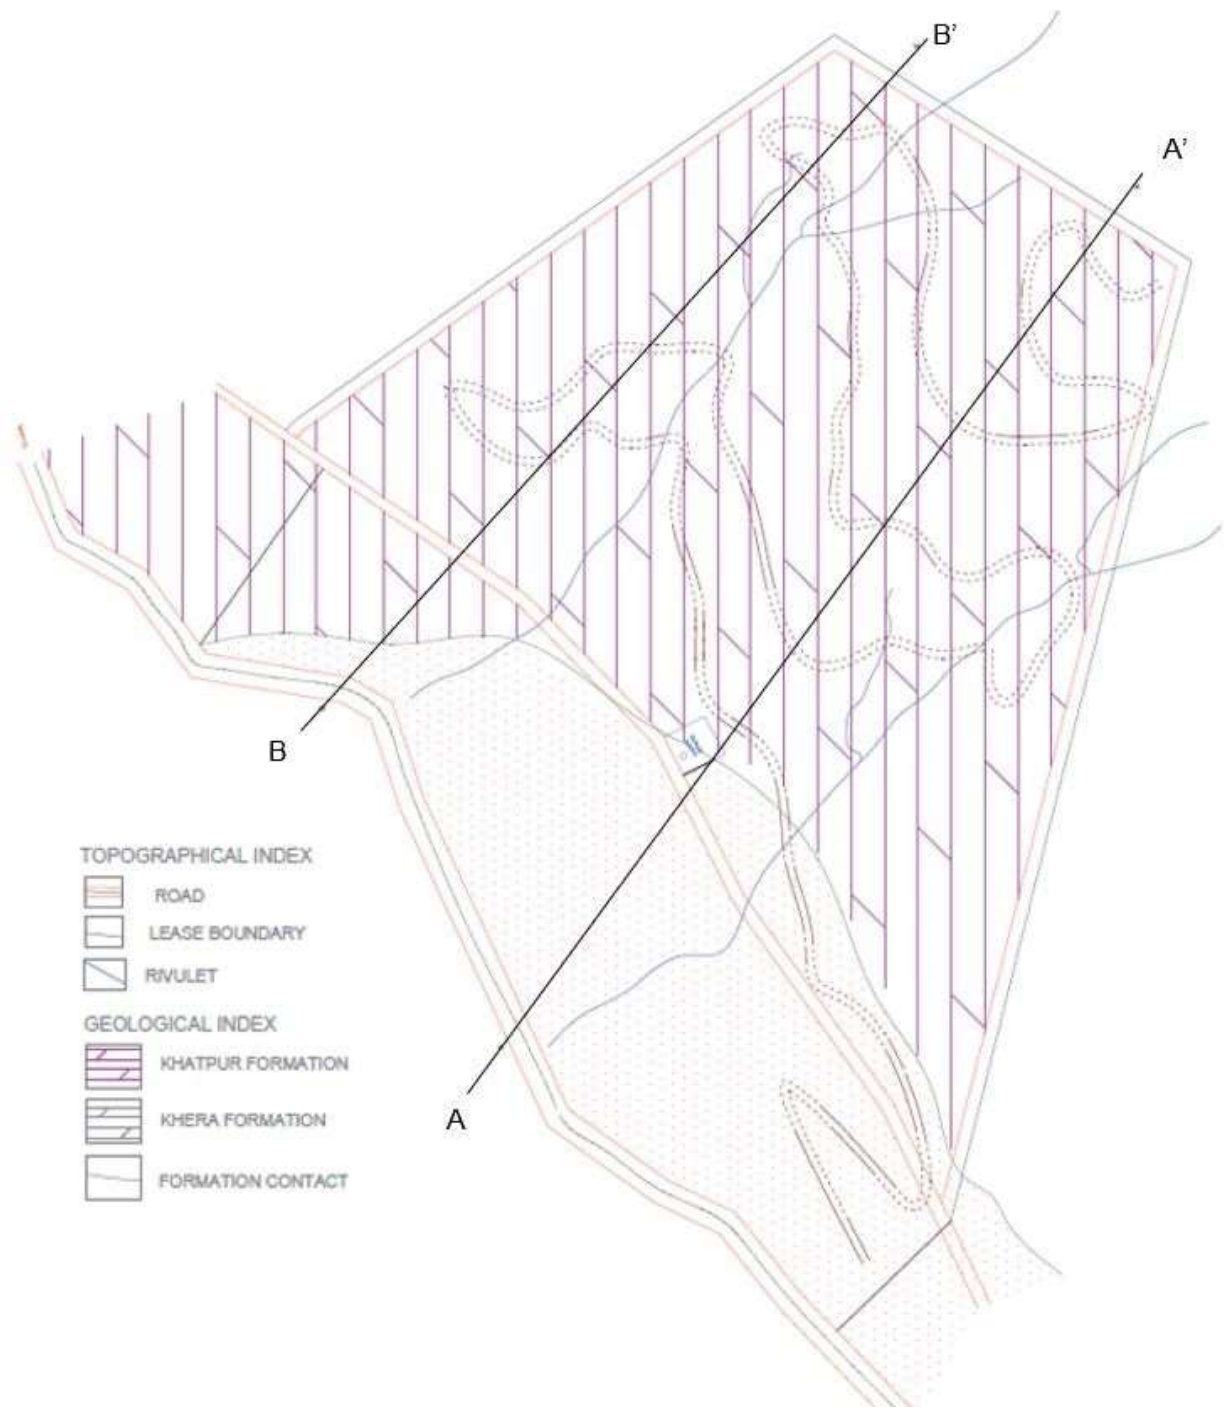 B’
A’
B
A
TOPOGRAPHICAL INDEX
ROAD
LEASE BOUNDARY
RIVULET
GEOLOGICAL INDEX
KHATPUR FORMATION
KHERA FORMATION
FORMATION CONTACT